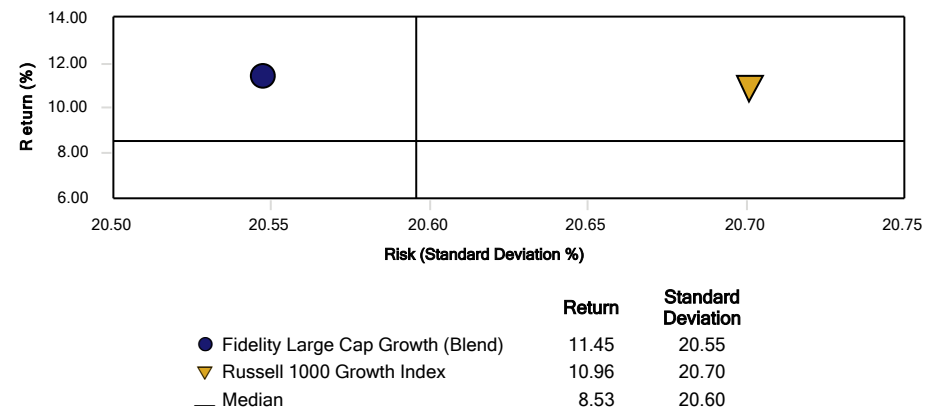 14.00
12.00
10.00
8.00
6.00
Return (%)
20.50 20.55 20.60 20.65 20.70 20.75
Risk (Standard Deviation %)
Return Standard Deviation
Fidelity Large Cap Growth (Blend) 11.45 20.55
Russell 1000 Growth Index 10.96 20.70
Median 8.53 20.60